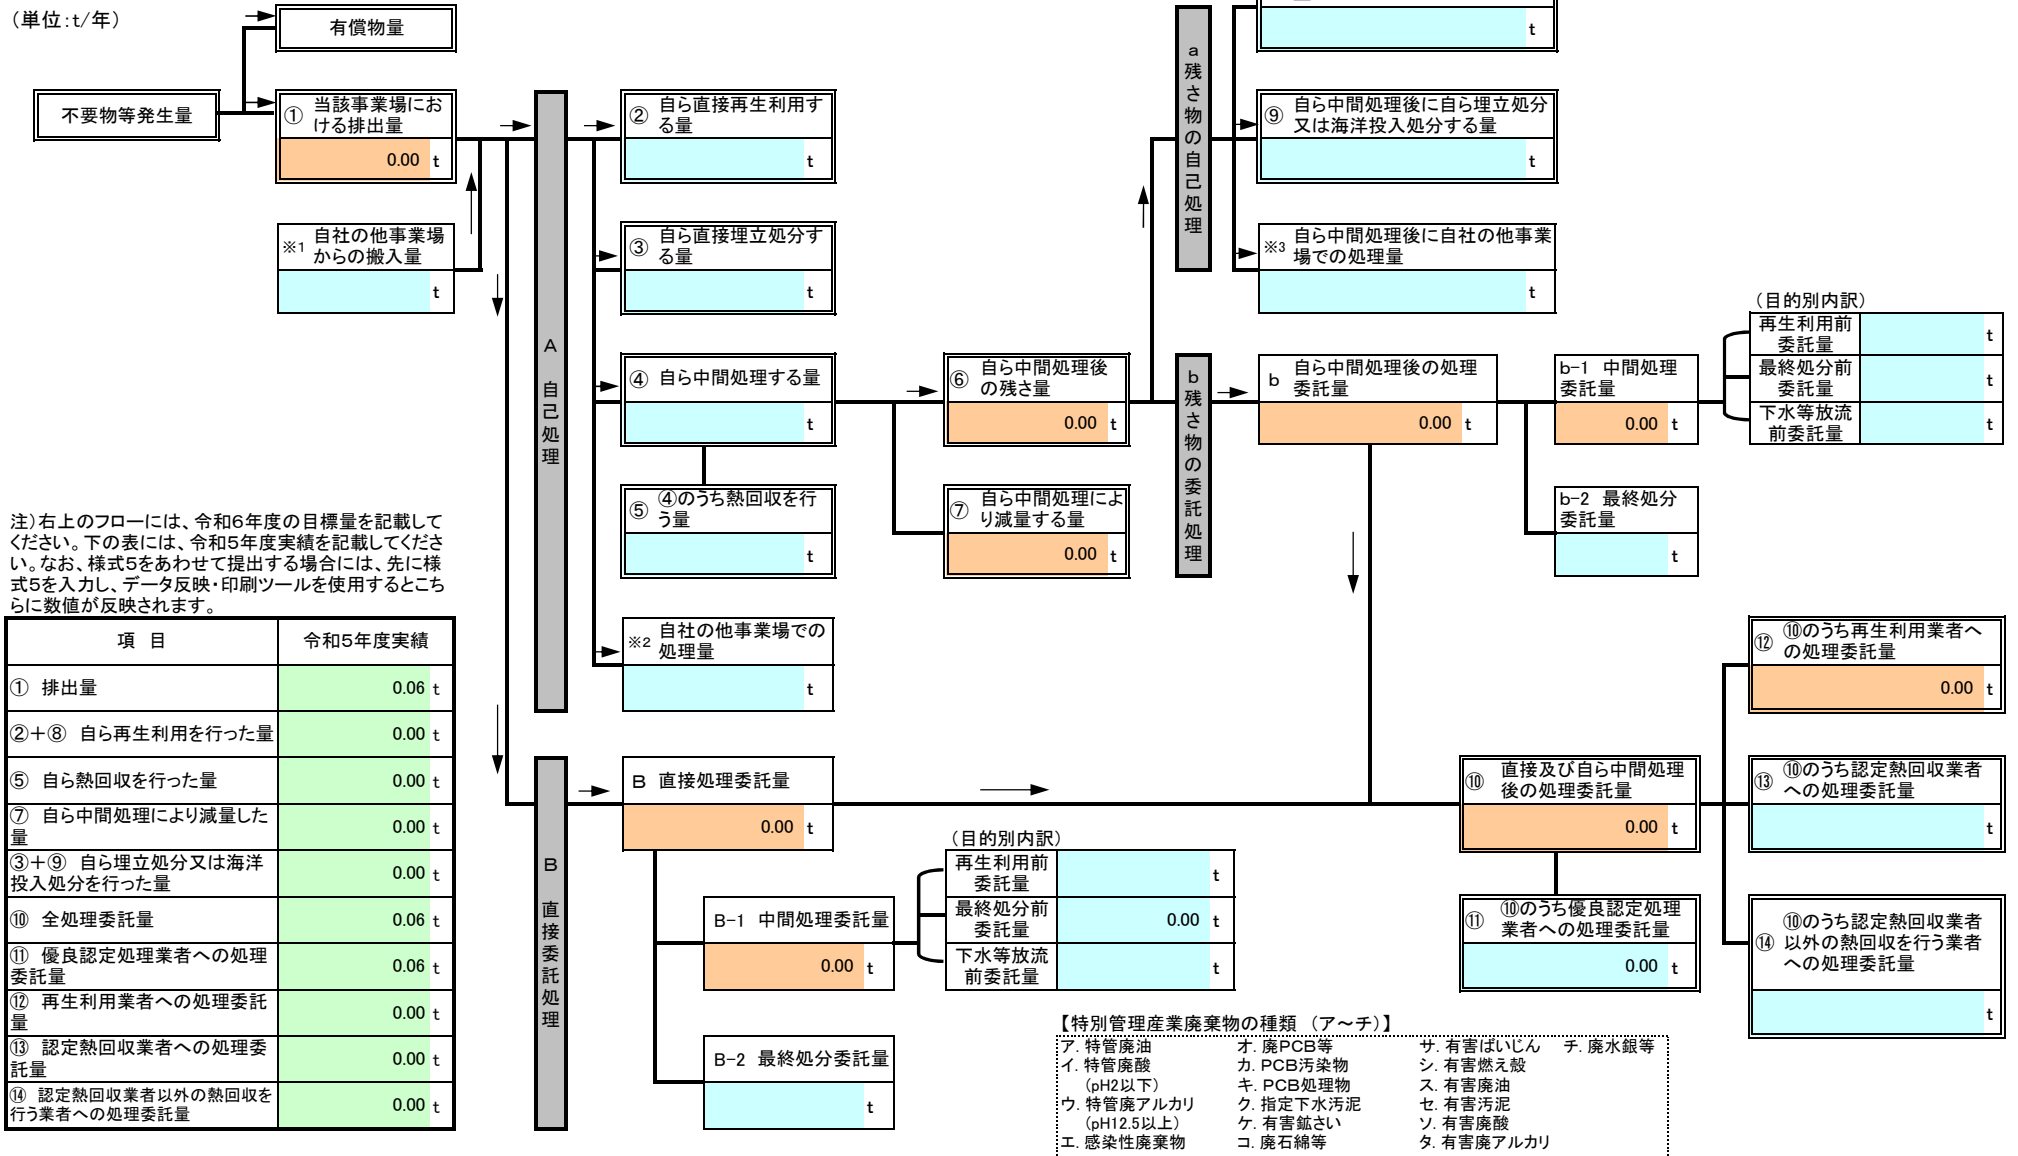 （単位：t/年）
有償物量
不要物等発生量
① 当該事業場にお
ける排出量
0.00 t
※1 自社の他事業場
からの搬入量
t
A 自己処理
② 自ら直接再生利用す
る量
t
③ 自ら直接埋立処分す
る量
t
④ 自ら中間処理する量
t
⑤ ④のうち熱回収を行
う量
t
※2 自社の他事業場での
処理量
t
⑥ 自ら中間処理後
の残さ量
0.00 t
⑦ 自ら中間処理によ
り減量する量
0.00 t
a 残さ物の自己処理
t
⑨ 自ら中間処理後に自ら埋立処分
又は海洋投入処分する量
t
※3 自ら中間処理後に自社の他事業
場での処理量
t
b 残さ物の委託処理
b 自ら中間処理後の処理
委託量
0.00 t
b-1 中間処理
委託量
0.00 t
b-2 最終処分
委託量
t
（目的別内訳）
再生利用前
委託量
t
最終処分前
委託量
t
下水等放流
前委託量
t
注）右上のフローには、令和6年度の目標量を記載して
ください。下の表には、令和5年度実績を記載してくださ
い。なお、様式5をあわせて提出する場合には、先に様
式5を入力し、データ反映・印刷ツールを使用するとこち
らに数値が反映されます。
項 目 令和5年度実績
① 排出量 0.06 t
②＋⑧ 自ら再生利用を行った量 0.00 t
⑤ 自ら熱回収を行った量 0.00 t
⑦ 自ら中間処理により減量した
量 0.00 t
③＋⑨ 自ら埋立処分又は海洋
投入処分を行った量 0.00 t
⑩ 全処理委託量 0.06 t
⑪ 優良認定処理業者への処理
委託量 0.06 t
⑫ 再生利用業者への処理委託
量 0.00 t
⑬ 認定熱回収業者への処理委
託量 0.00 t
⑭ 認定熱回収業者以外の熱回収を
行う業者への処理委託量 0.00 t
B 直接委託処理
B 直接処理委託量
0.00 t
B-1 中間処理委託量
0.00 t
B-2 最終処分委託量
t
（目的別内訳）
再生利用前
委託量
t
最終処分前
委託量
0.00 t
下水等放流
前委託量
t
⑩ 直接及び自ら中間処理
後の処理委託量
0.00 t
⑪ ⑩のうち優良認定処理
業者への処理委託量
0.00 t
⑫ ⑩のうち再生利用業者へ
の処理委託量
0.00 t
⑬ ⑩のうち認定熱回収業者
への処理委託量
t
⑭ ⑩のうち認定熱回収業者
以外の熱回収を行う業者
への処理委託量
t
【特別管理産業廃棄物の種類 （ア～チ）】
ア. 特管廃油 オ. 廃PCB等 サ. 有害ばいじん チ. 廃水銀等
イ. 特管廃酸 カ. PCB汚染物 シ. 有害燃え殻
（pH2以下） キ. PCB処理物 ス. 有害廃油
ウ. 特管廃アルカリ ク. 指定下水汚泥 セ. 有害汚泥
（pH12.5以上） ケ. 有害鉱さい ソ. 有害廃酸
エ. 感染性廃棄物 コ. 廃石綿等 タ. 有害廃アルカリ